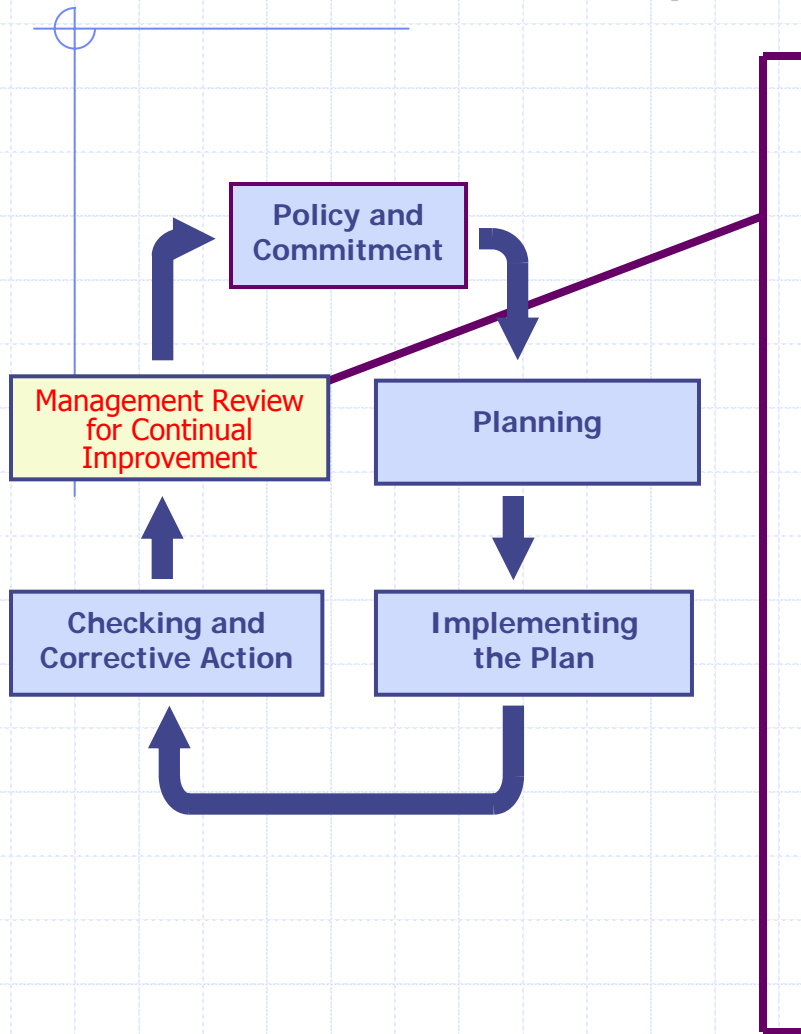 Policy and
Commitment
Management Review
for Continual
Improvement
Planning
Checking and
Corrective Action
Implementing
the Plan